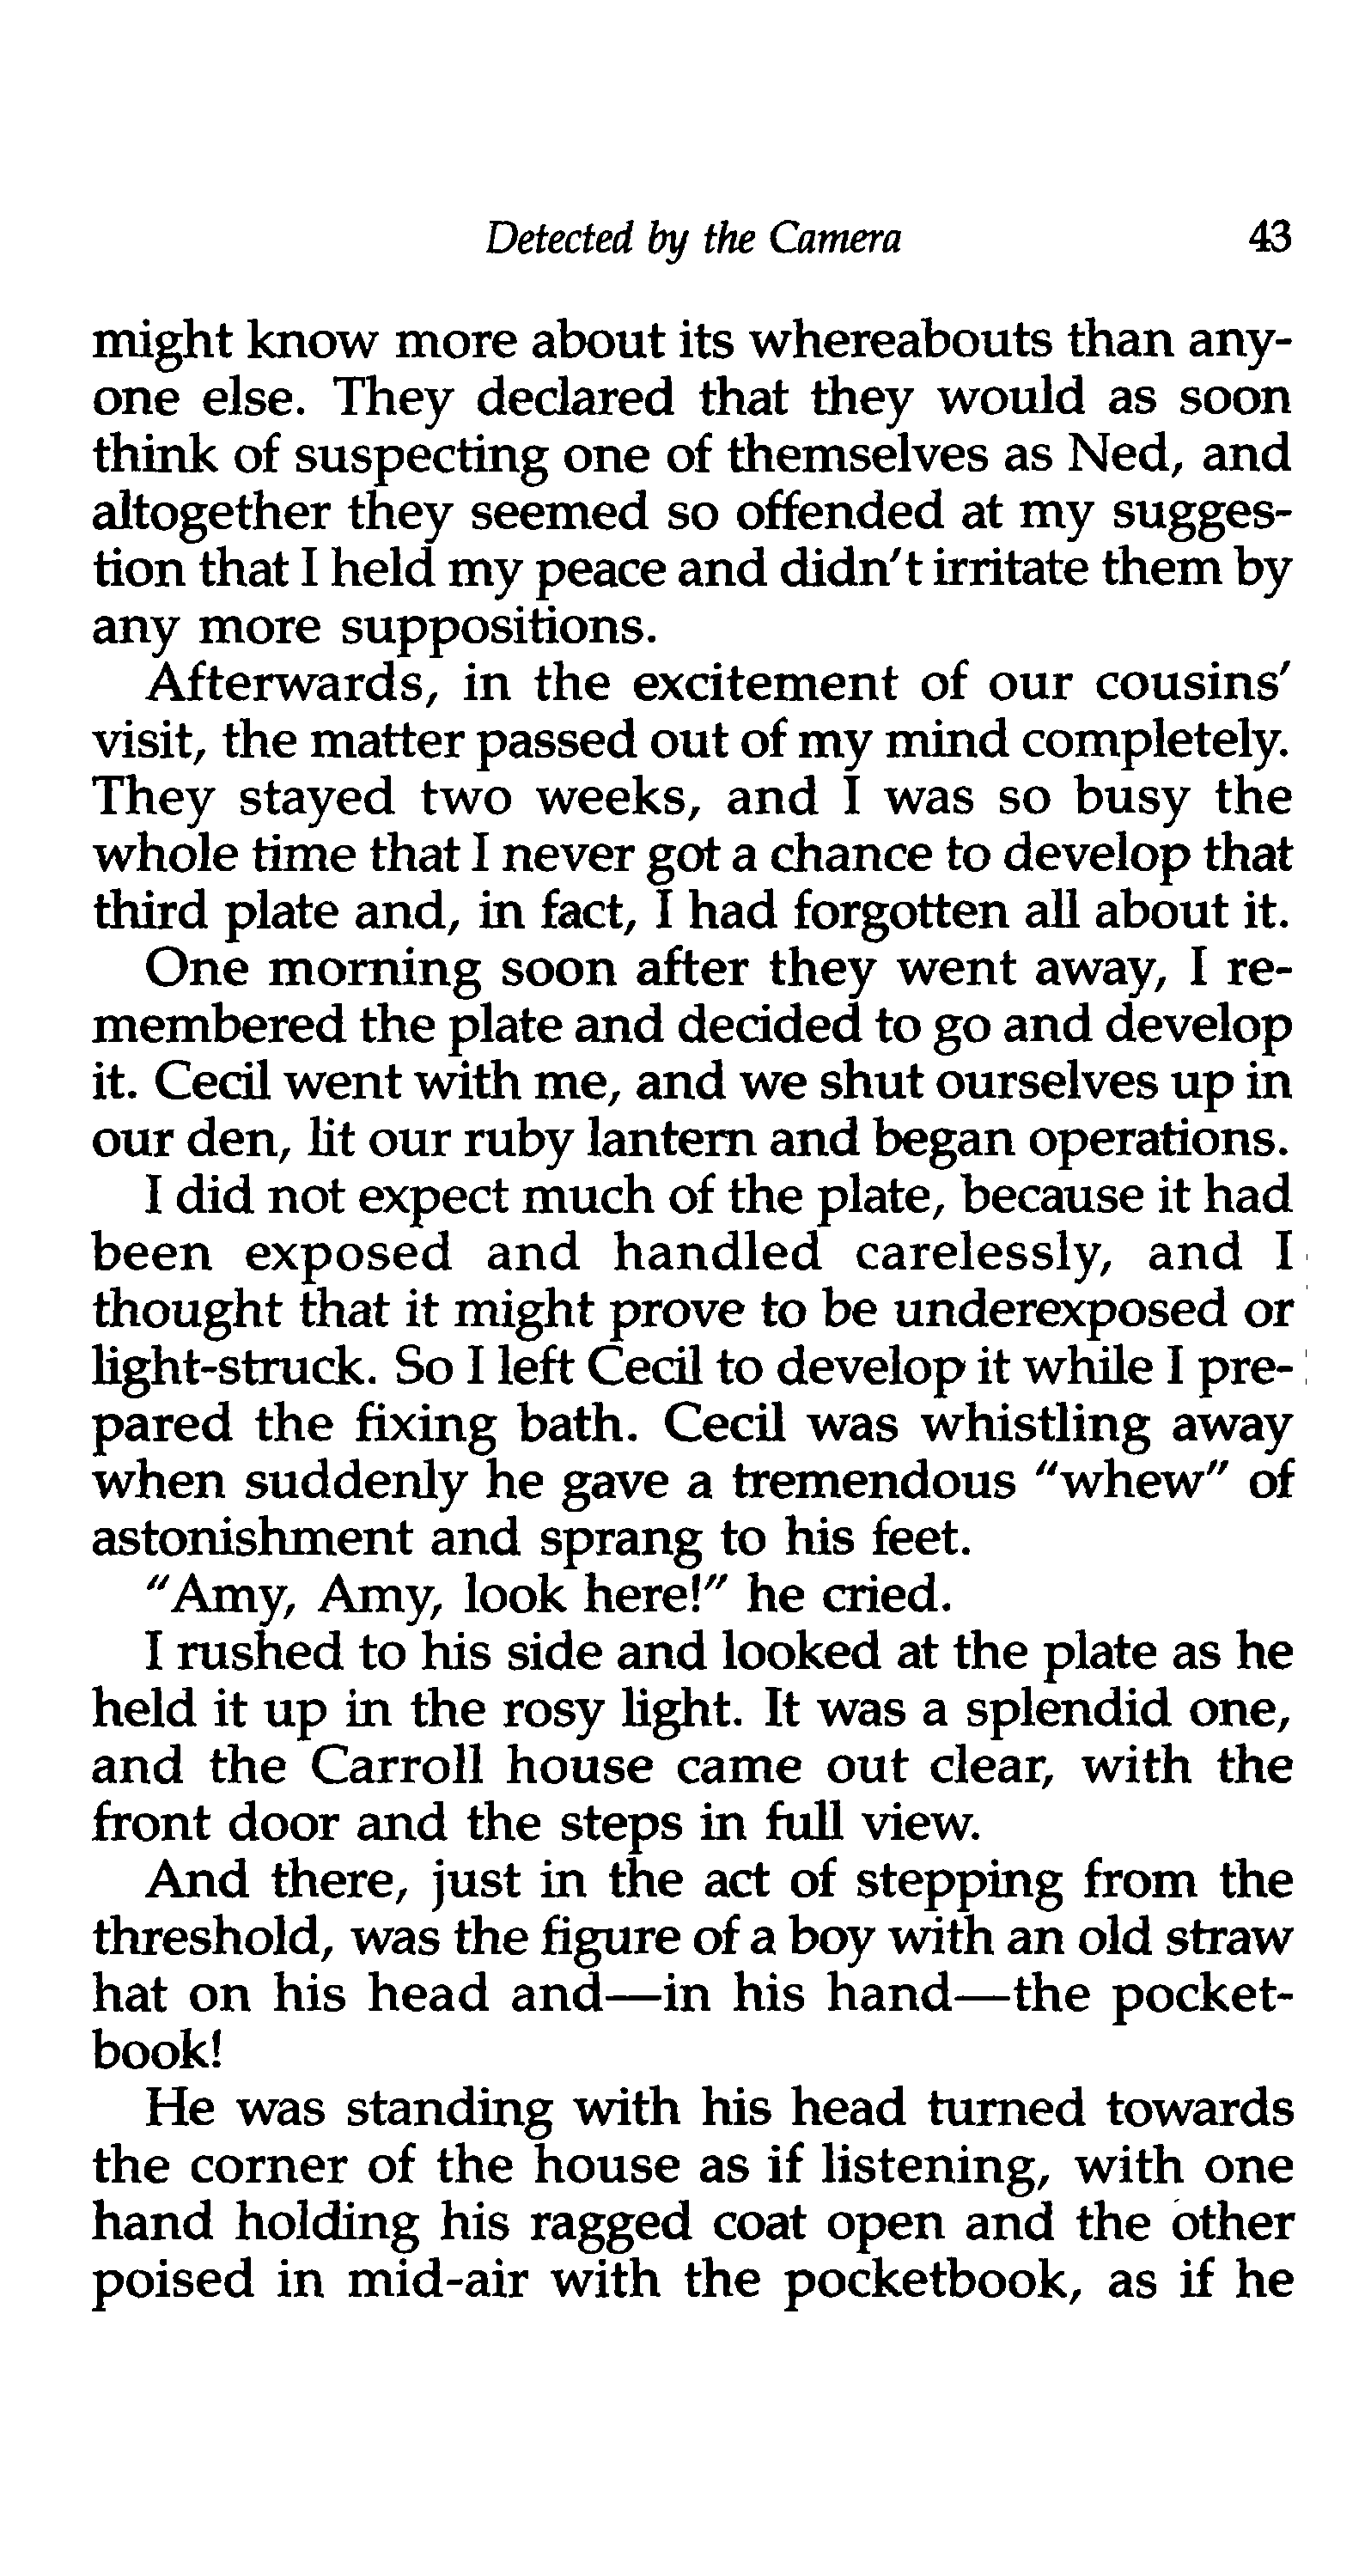 Detected by the Camera 43
might know more about its whereabouts than any-
one else. They declared that they would as soon
think of suspecting one of themselves as Ned, and
altogether they seemed so offended at my sugges-
tion that I held my peace and didn't irritate them by
any more suppositions.
Afterwards, in the excitement of our cousins'
visit, the matter passed out of my mind completely.
They stayed two weeks, and I was so busy the
whole time that I never got a chance to develop that
third plate and, in fact, I had forgotten all about it.
One morning soon after they went away, I re-
membered the plate and decided to go and develop
it. Cecil went with me, and we shut ourselves up in
our den, lit our ruby lantern and began operations.
I did not expect much of the plate, because it had
been exposed and handled carelessly, and I
thought that it might prove to be underexposed or
light-struck. So I left Cecil to develop it while I pre-
pared the fixing bath. Cecil was whistling away
when suddenly he gave a tremendous "whew" of
astonishment and sprang to his feet.
"Amy, Amy, look here!" he cried.
I rushed to his side and looked at the plate as he
held it up in the rosy light. It was a splendid one,
and the Carroll house came out clear, with the
front door and the steps in full view.
And there, just in the act of stepping from the
threshold, was the figure of a boy with an old straw
hat on his head and—in his hand—the pocket-
book!
He was standing with his head turned towards
the corner of the house as if listening, with one
hand holding his ragged coat open and the other
poised in mid-air with the pocketbook, as if he